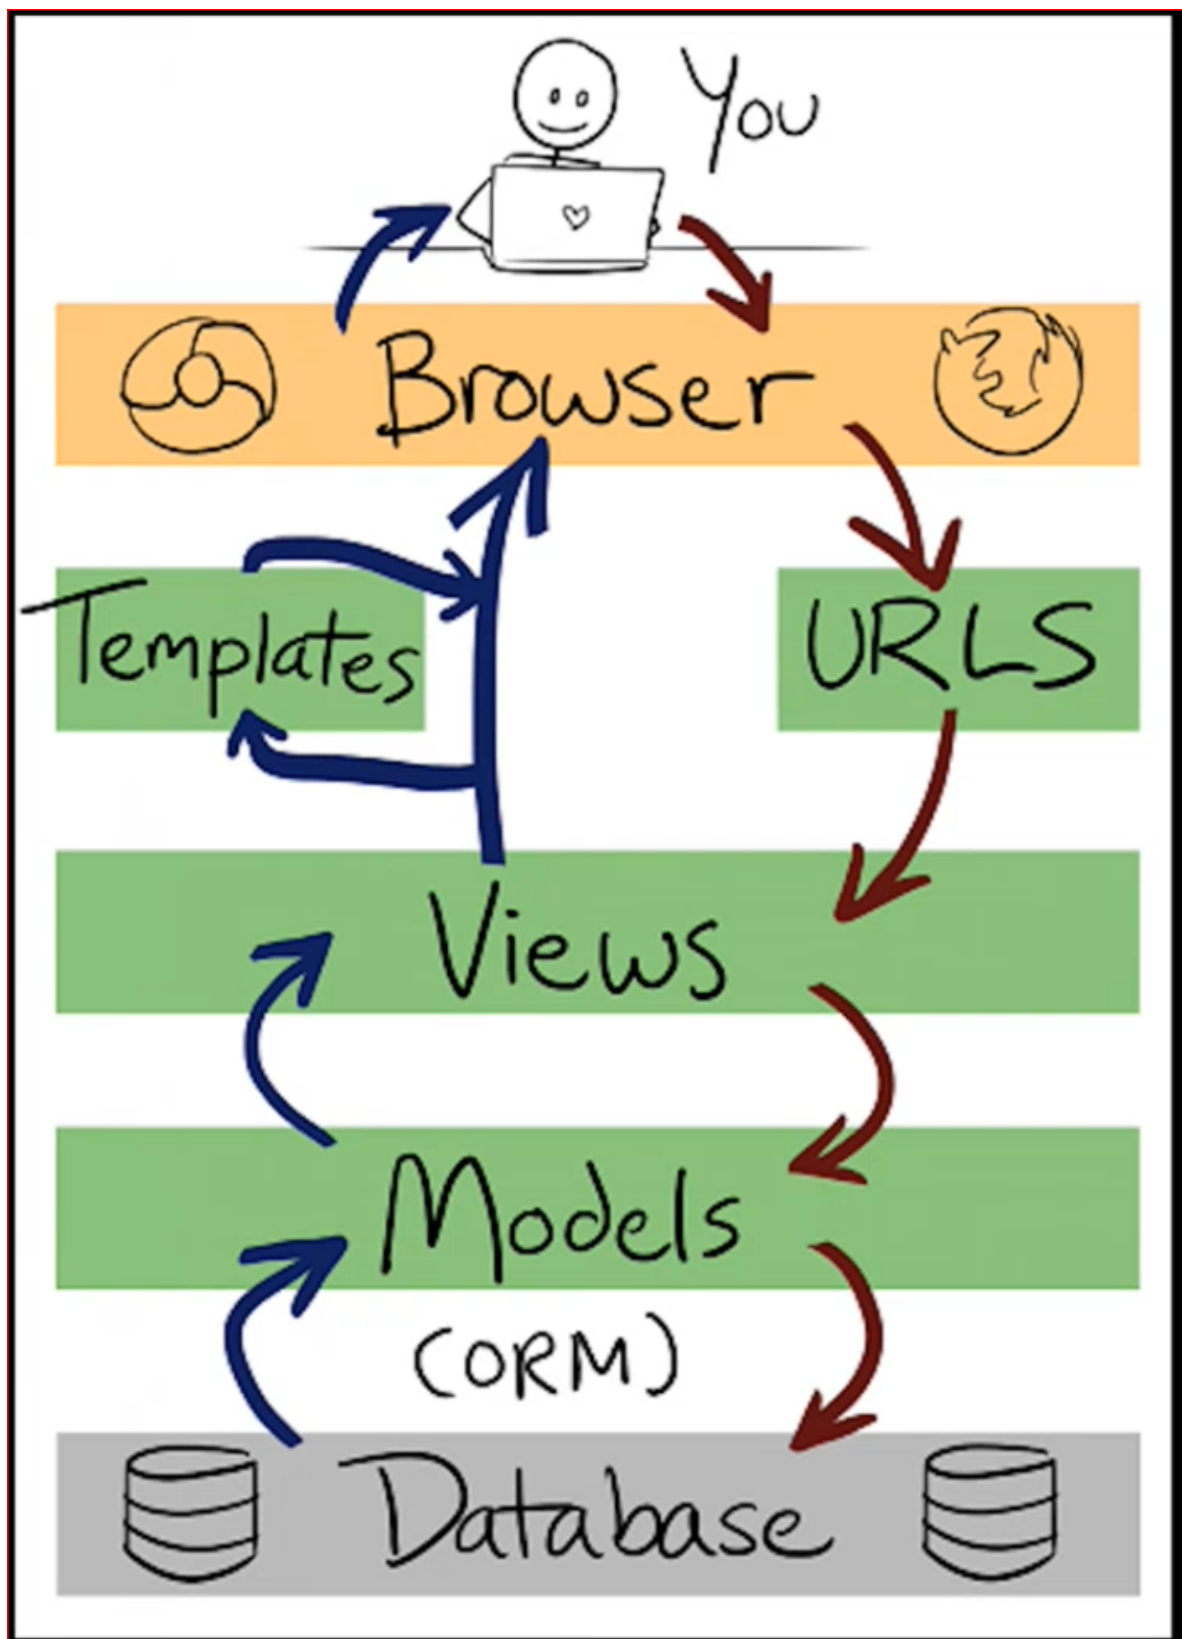 You
Browser
Templates
URLS
Views
Models
(ORM)
Database